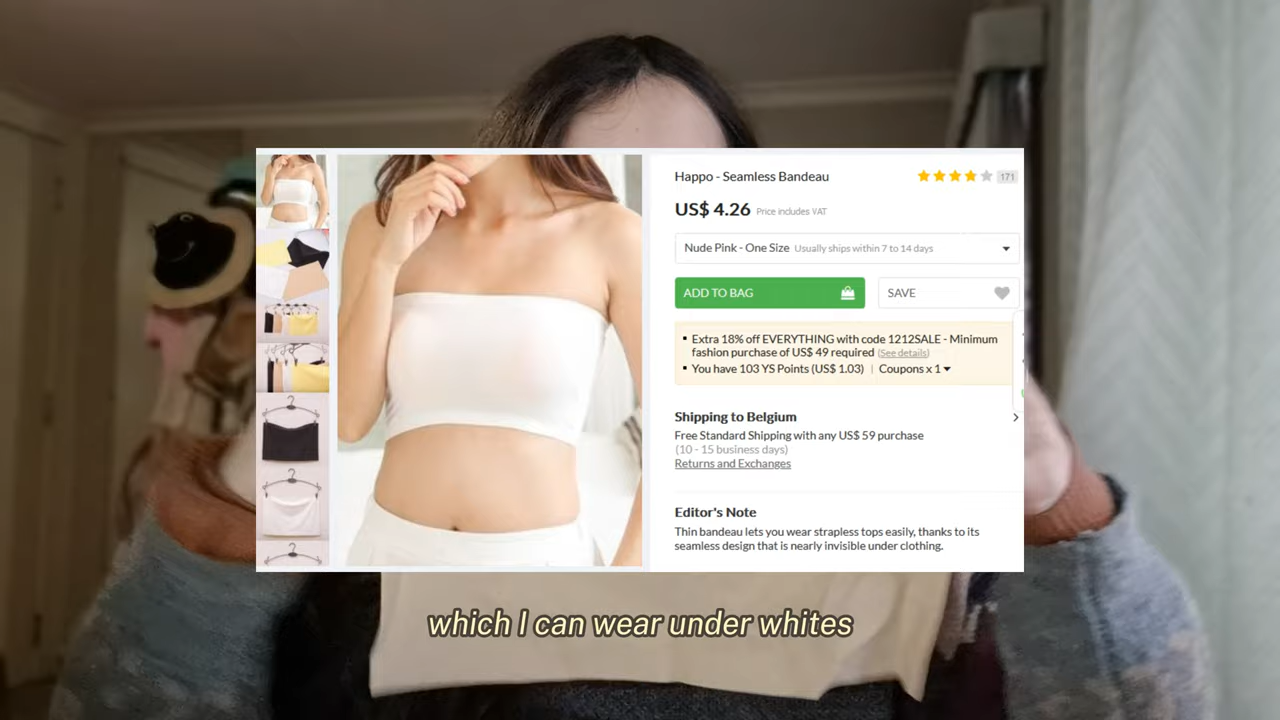 Happo - Seamless Bandeau
171
US$ 4.26 Price includes VAT
Nude Pink - One Size Usually ships within 7 to 14 days
ADD TO BAG
SAVE
Extra 18% off EVERYTHING with code 1212SALE - Minimum
fashion purchase of US$ 49 required (See details)
You have 103 YS Points (US$ 1.03) | Coupons x 1
Shipping to Belgium
Free Standard Shipping with any US$ 59 purchase
(10 - 15 business days)
Returns and Exchanges
Editor's Note
Thin bandeau lets you wear strapless tops easily, thanks to its
seamless design that is nearly invisible under clothing.
which I can wear under whites